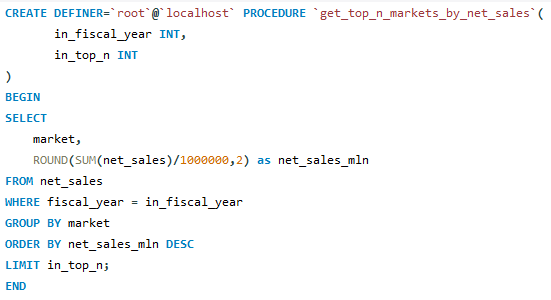 CREATE DEFINER=`root`@`localhost` PROCEDURE `get_top_n_markets_by_net_sales`(
in_fiscal_year INT,
in_top_n INT
)
BEGIN
SELECT
market,
ROUND(SUM(net_sales)/1000000,2) as net_sales_mln
FROM net_sales
WHERE fiscal_year = in_fiscal_year
GROUP BY market
ORDER BY net_sales_mln DESC
LIMIT in_top_n;
END